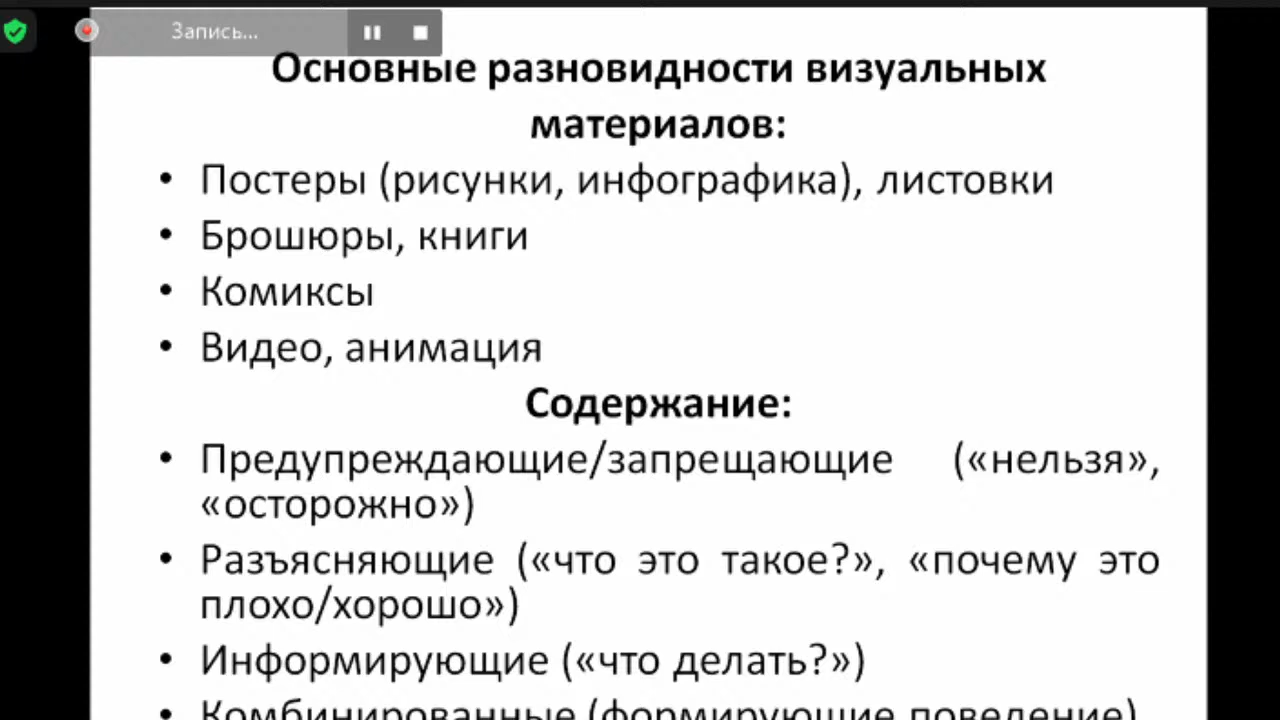 Запись...
Основные разновидности визуальных
материалов:
• Постеры (рисунки, инфографика), листовки
• Брошюры, книги
• Комиксы
• Видео, анимация
Содержание:
• Предупреждающие/запрещающие («нельзя»,
«осторожно»)
• Разъясняющие («что это такое?», «почему это
плохо/хорошо»)
• Информирующие («что делать?»)
• Комбинированные (формирующие поведение)